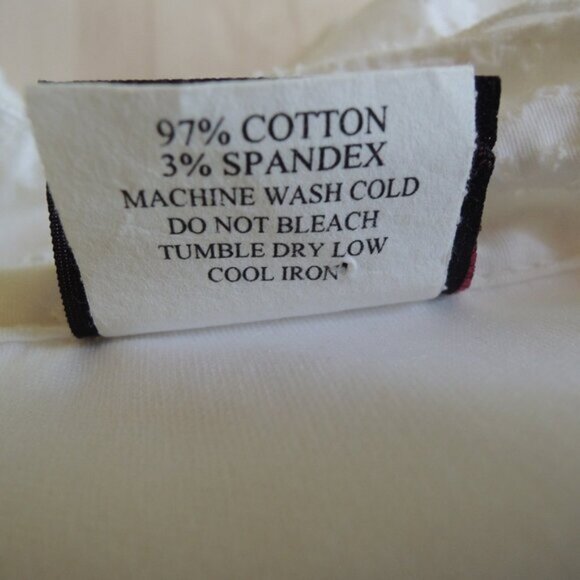 97% COTTON
3% SPANDEX
MACHINE WASH COLD
DO NOT BLEACH
TUMBLE DRY LOW
COOL IRON